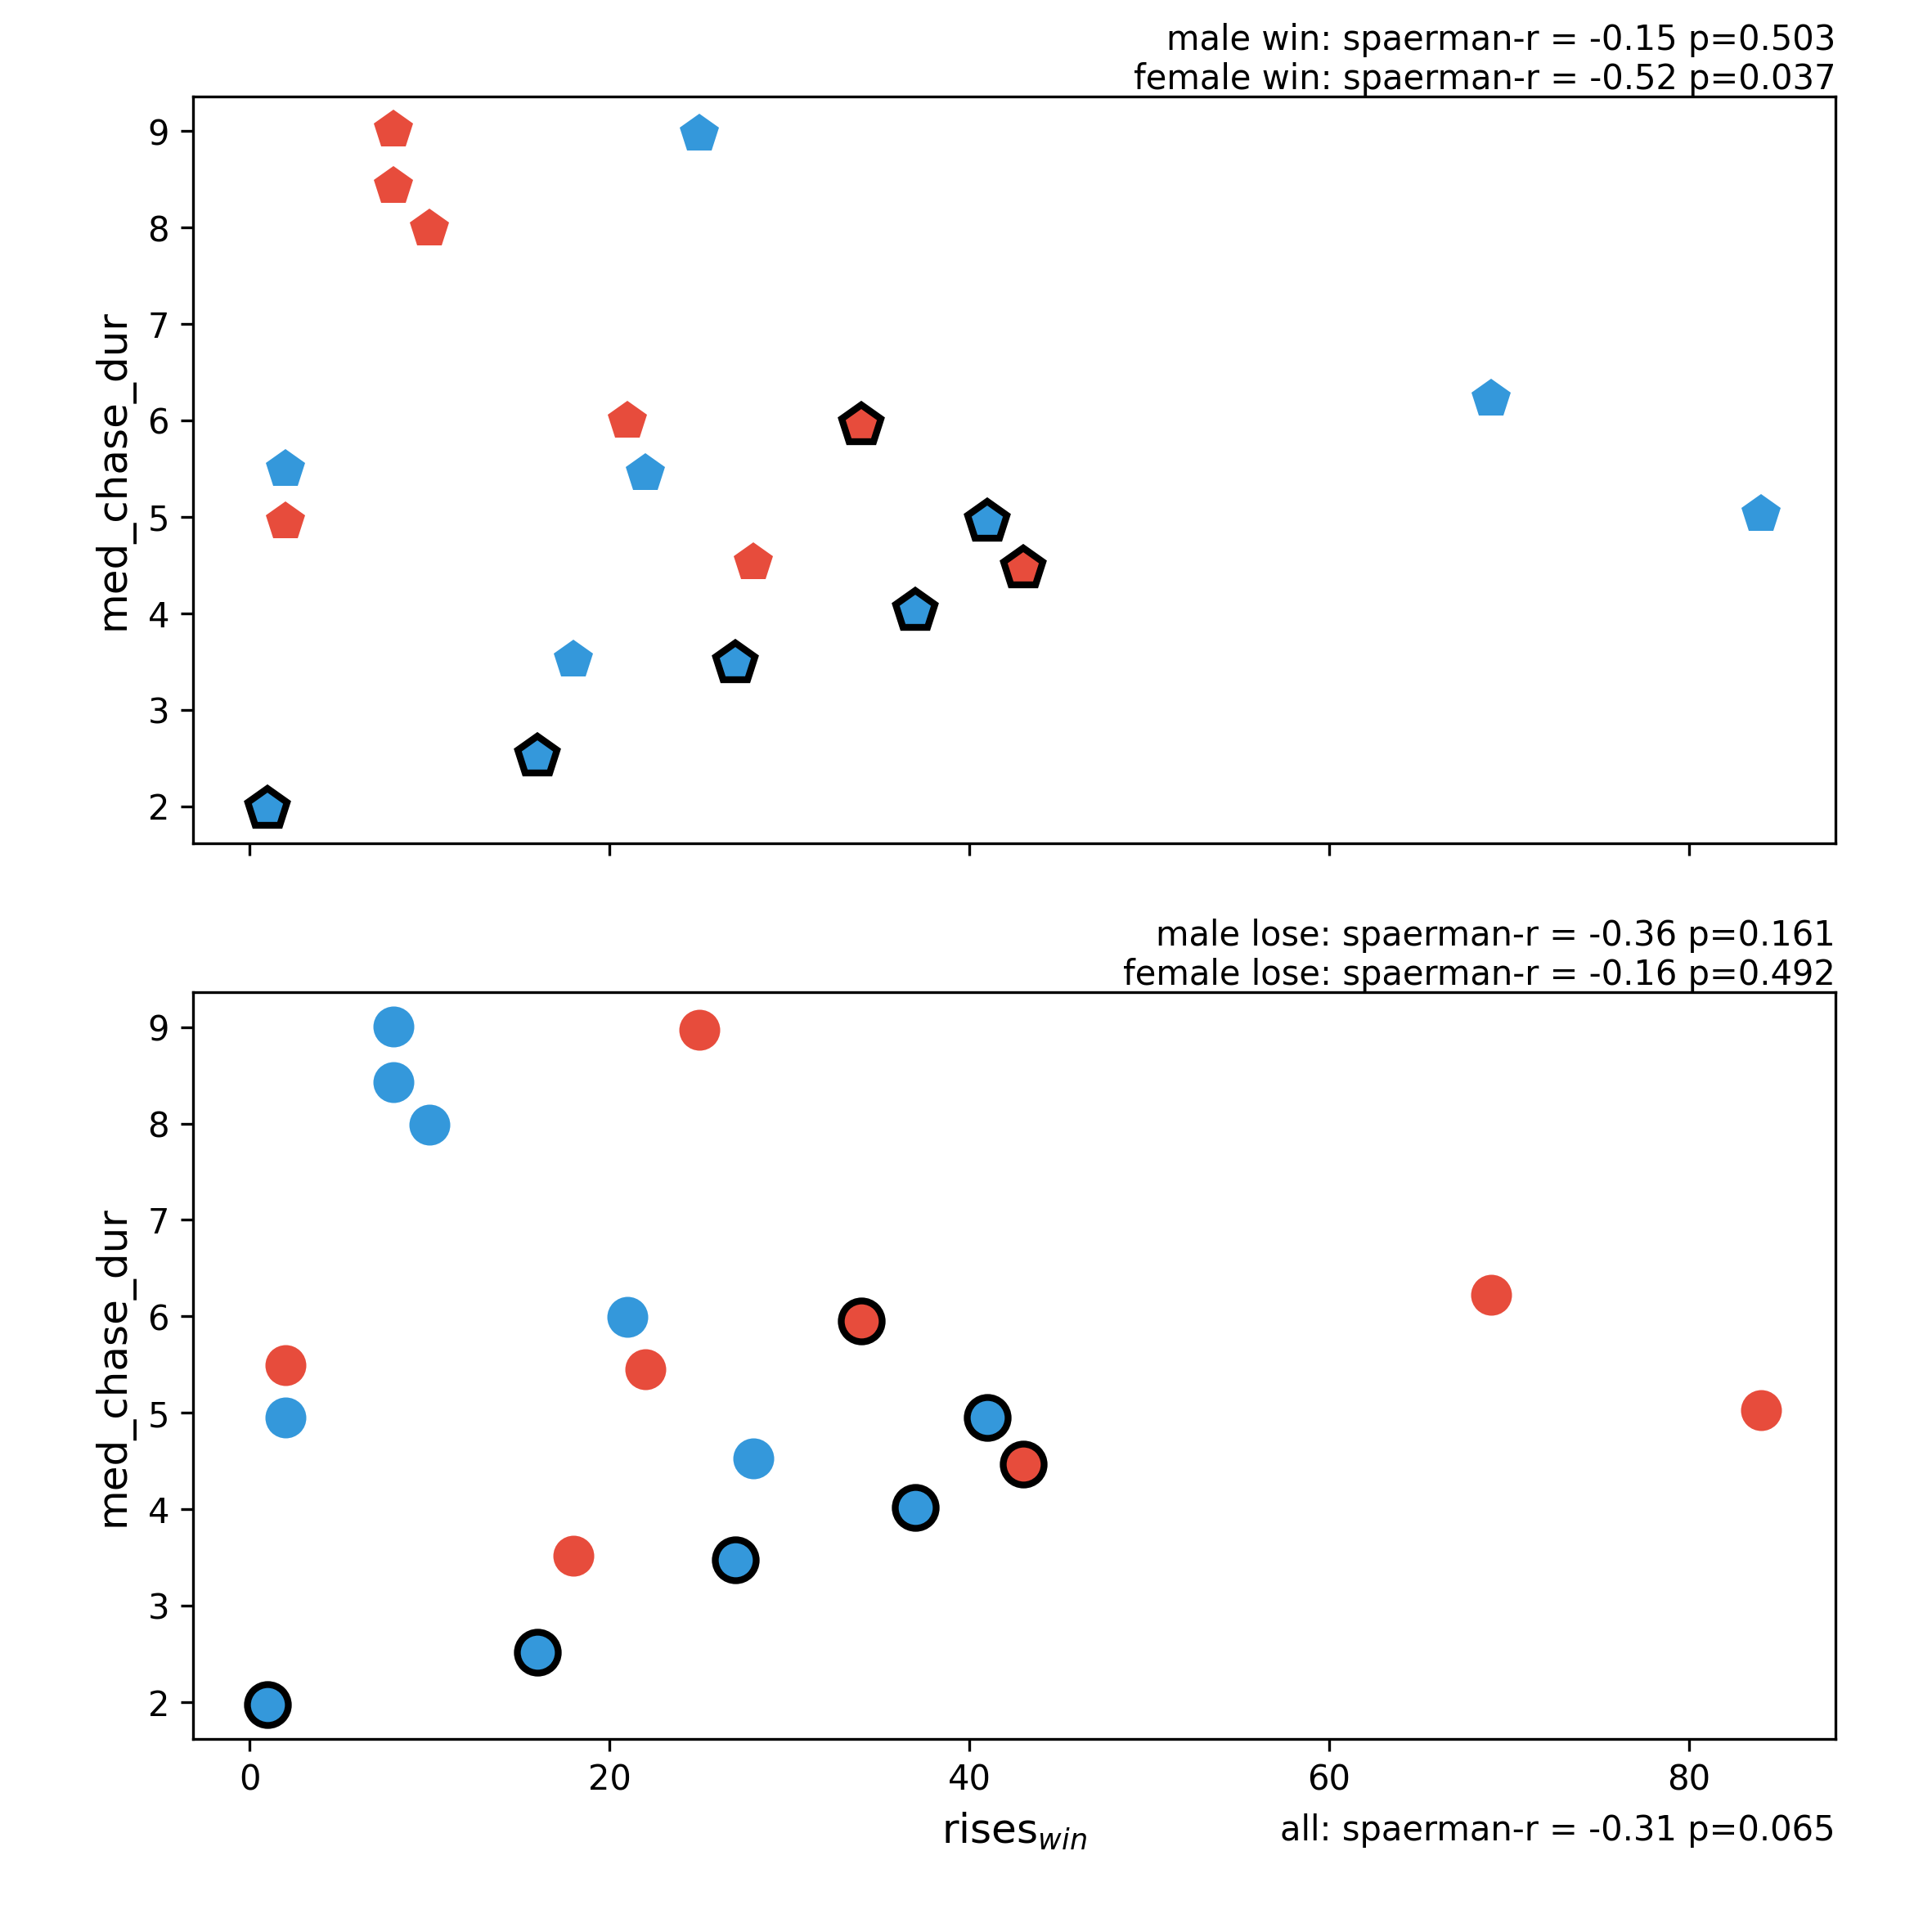 male win: spaerman-r = -0.15 p=0.503
female win: spaerman-r = -0.52 p=0.037
9
8
7
6
5
4
3
2
med_chase_dur
male lose: spaerman-r = -0.36 p=0.161
female lose: spaerman-r = -0.16 p=0.492
9
8
7
6
5
4
3
2
med_chase_dur
0 20 40 60 80
rises_win
all: spaerman-r = -0.31 p=0.065